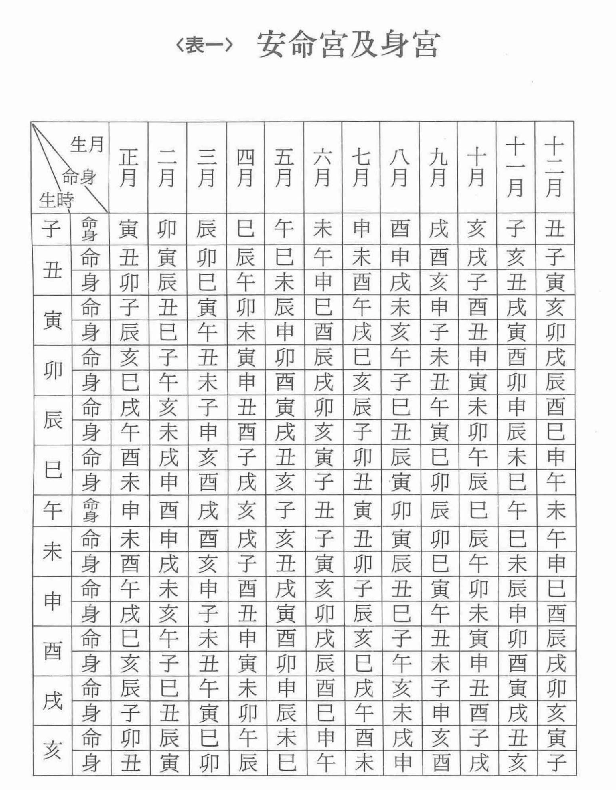 〈表一〉 安命宮及身宮
生月 命身 生時 正月 二月 三月 四月 五月 六月 七月 八月 九月 十月 十一月 十二月
子 命身 寅 卯 辰 巳 午 未 申 酉 戌 亥 子 丑
丑 命 丑 寅 卯 辰 巳 午 未 申 酉 戌 亥 子
身 卯 辰 巳 午 未 申 酉 戌 亥 子 丑 寅
寅 命 子 丑 寅 卯 辰 巳 午 未 申 酉 戌 亥
身 辰 巳 午 未 申 酉 戌 亥 子 丑 寅 卯
卯 命 亥 子 丑 寅 卯 辰 巳 午 未 申 酉 戌
身 巳 午 未 申 酉 戌 亥 子 丑 寅 卯 辰
辰 命 戌 亥 子 丑 寅 卯 辰 巳 午 未 申 酉
身 午 未 申 酉 戌 亥 子 丑 寅 卯 辰 巳
巳 命 酉 戌 亥 子 丑 寅 卯 辰 巳 午 未 申
身 未 申 酉 戌 亥 子 丑 寅 卯 辰 巳 午
午 命身 申 酉 戌 亥 子 丑 寅 卯 辰 巳 午 未
未 命 未 申 酉 戌 亥 子 丑 寅 卯 辰 巳 午
身 酉 戌 亥 子 丑 寅 卯 辰 巳 午 未 申
申 命 午 未 申 酉 戌 亥 子 丑 寅 卯 辰 巳
身 戌 亥 子 丑 寅 卯 辰 巳 午 未 申 酉
酉 命 巳 午 未 申 酉 戌 亥 子 丑 寅 卯 辰
身 亥 子 丑 寅 卯 辰 巳 午 未 申 酉 戌
戌 命 辰 巳 午 未 申 酉 戌 亥 子 丑 寅 卯
身 子 丑 寅 卯 辰 巳 午 未 申 酉 戌 亥
亥 命 卯 辰 巳 午 未 申 酉 戌 亥 子 丑 寅
身 丑 寅 卯 辰 巳 午 未 申 酉 戌 亥 子